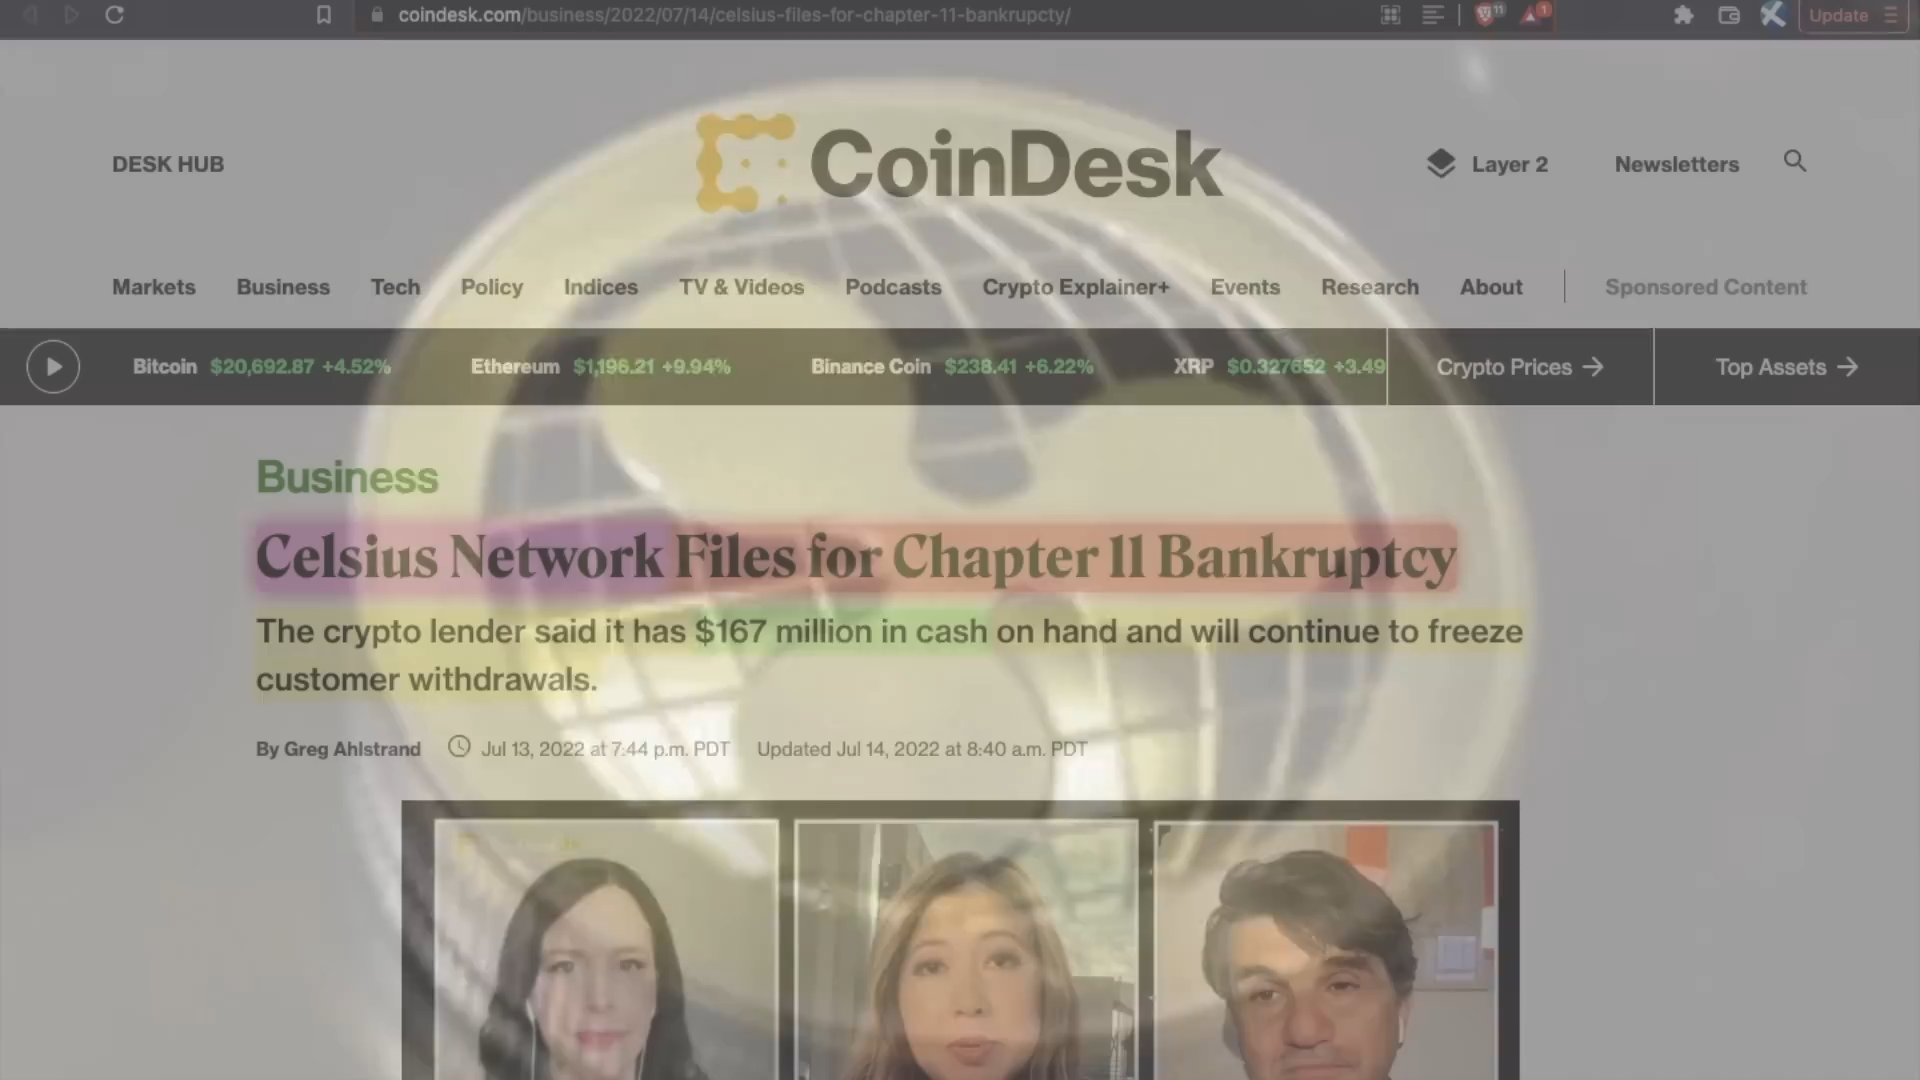 coindesk.com/business/2022/07/14/celsius-files-for-chapter-11-bankrupcty/
11
1
Update
DESK HUB
CoinDesk
Layer 2
Newsletters
Markets Business Tech Policy Indices TV & Videos Podcasts Crypto Explainer+ Events Research About Sponsored Content
Bitcoin $20,692.87 +4.52% Ethereum $1,196.21 +9.94% Binance Coin $238.41 +6.22% XRP $0.327652 +3.49 Crypto Prices → Top Assets →
Business
Celsius Network Files for Chapter 11 Bankruptcy
The crypto lender said it has $167 million in cash on hand and will continue to freeze
customer withdrawals.
By Greg Ahlstrand Jul 13, 2022 at 7:44 p.m. PDT Updated Jul 14, 2022 at 8:40 a.m. PDT